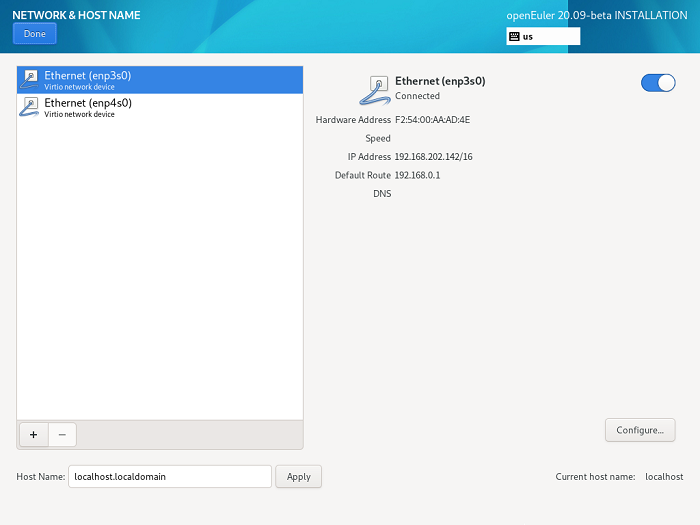 NETWORK & HOST NAME
openEuler 20.09-beta INSTALLATION
Done
us
Ethernet (enp3s0)
Virtio network device
Ethernet (enp4s0)
Virtio network device
Ethernet (enp3s0)
Connected
Hardware Address F2:54:00:AA:AD:4E
Speed
IP Address 192.168.202.142/16
Default Route 192.168.0.1
DNS
+ −
Configure...
Host Name: localhost.localdomain Apply
Current host name: localhost